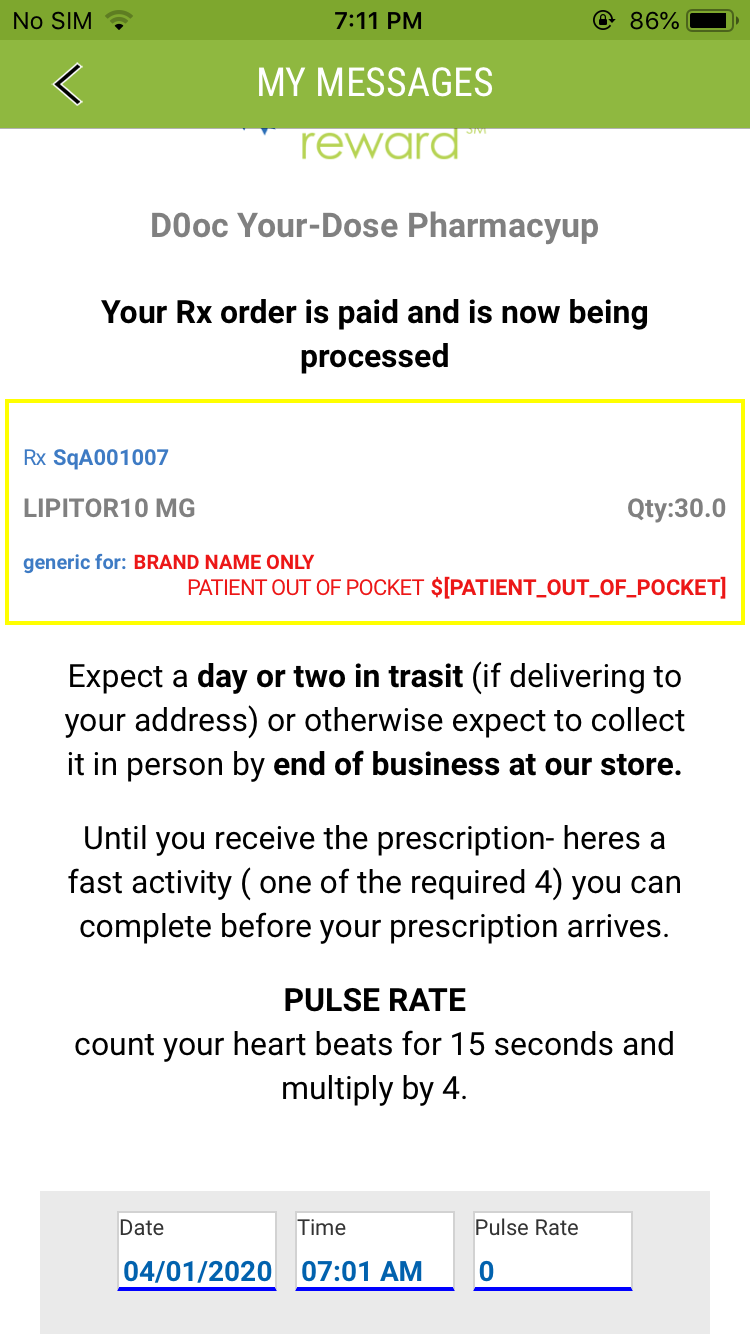 No SIM 7:11 PM 86%
MY MESSAGES
reward SM
D0oc Your-Dose Pharmacyup
Your Rx order is paid and is now being
processed
Rx SqA001007
LIPITOR10 MG Qty:30.0
generic for: BRAND NAME ONLY
PATIENT OUT OF POCKET $[PATIENT_OUT_OF_POCKET]
Expect a day or two in trasit (if delivering to
your address) or otherwise expect to collect
it in person by end of business at our store.
Until you receive the prescription- heres a
fast activity ( one of the required 4) you can
complete before your prescription arrives.
PULSE RATE
count your heart beats for 15 seconds and
multiply by 4.
Date Time Pulse Rate
04/01/2020 07:01 AM 0